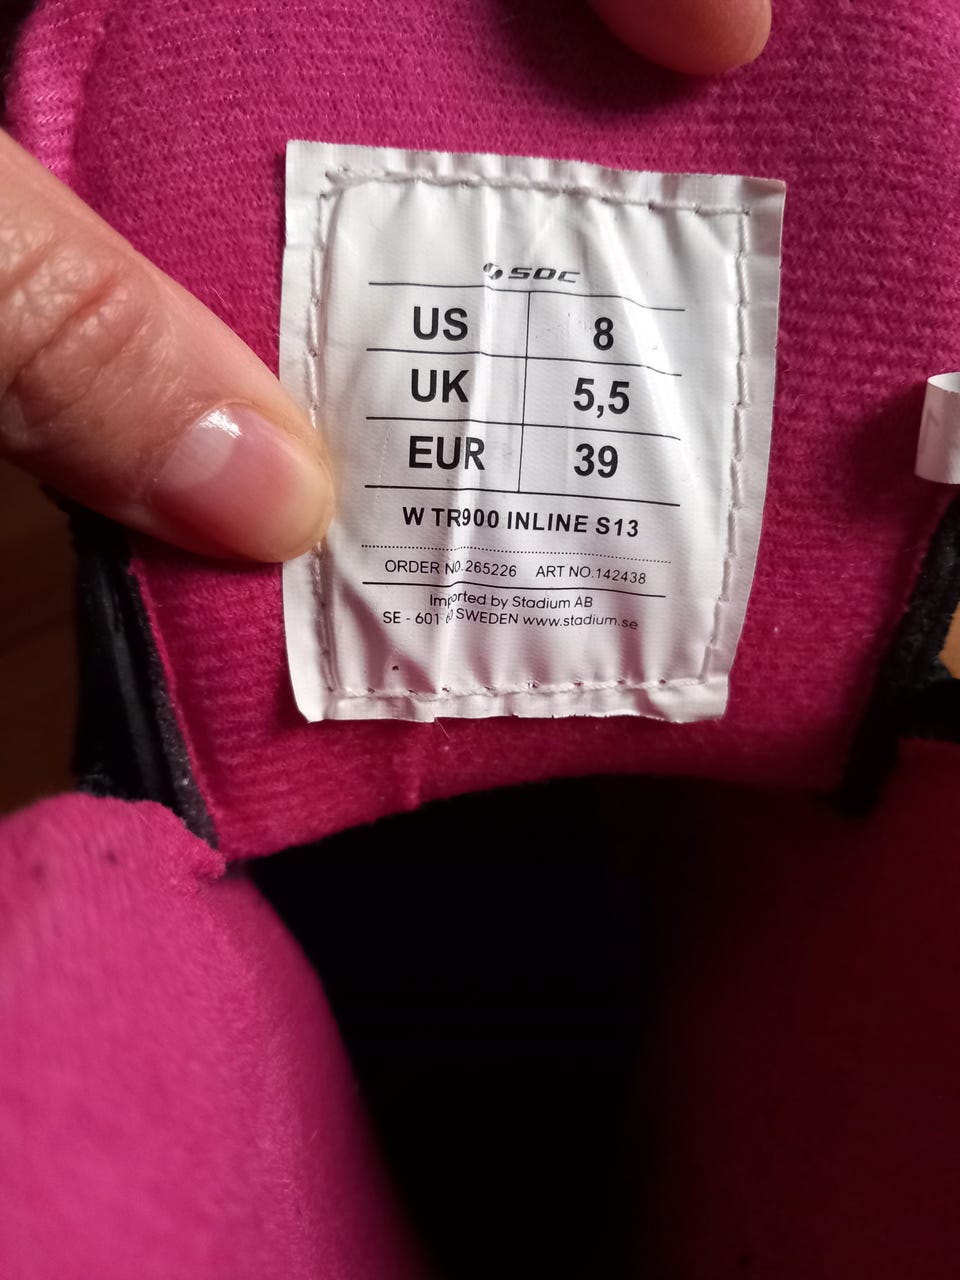 SOC
US 8
UK 5,5
EUR 39
W TR900 INLINE S13
ORDER NO.265226 ART NO.142438
Imported by Stadium AB
SE - 601 SWEDEN www.stadium.se